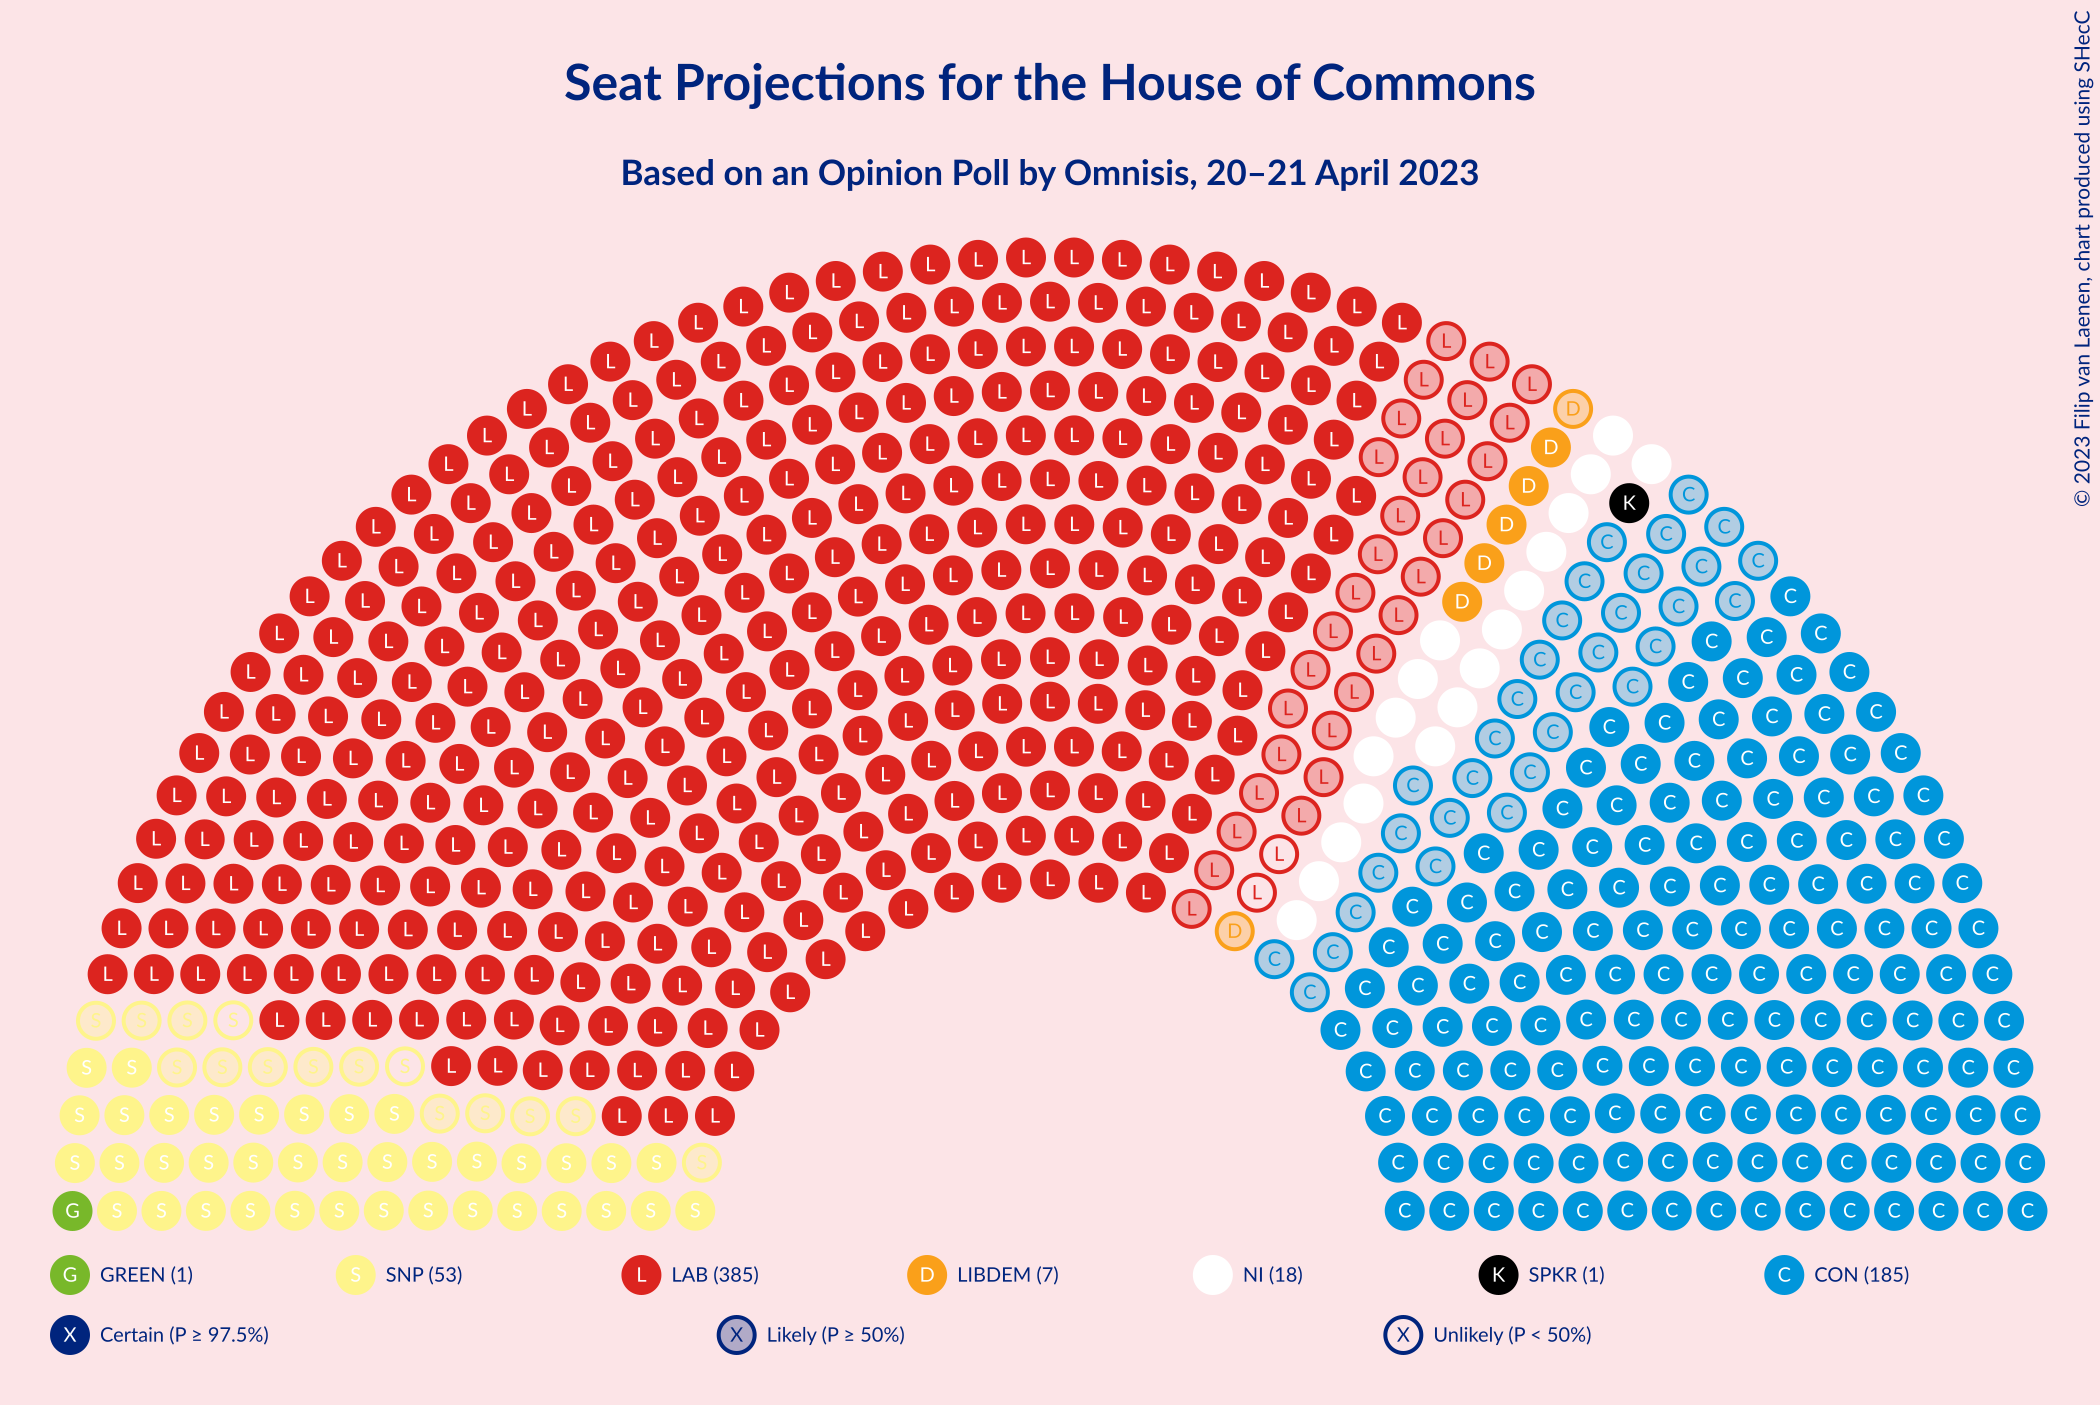 Seat Projections for the House of Commons
Based on an Opinion Poll by Omnisis, 20–21 April 2023
© 2023 Filip van Laenen, chart produced using SHecC
G GREEN (1) S SNP (53) L LAB (385) D LIBDEM (7) NI (18) K SPKR (1) C CON (185)
X Certain (P ≥ 97.5%) X Likely (P ≥ 50%) X Unlikely (P < 50%)